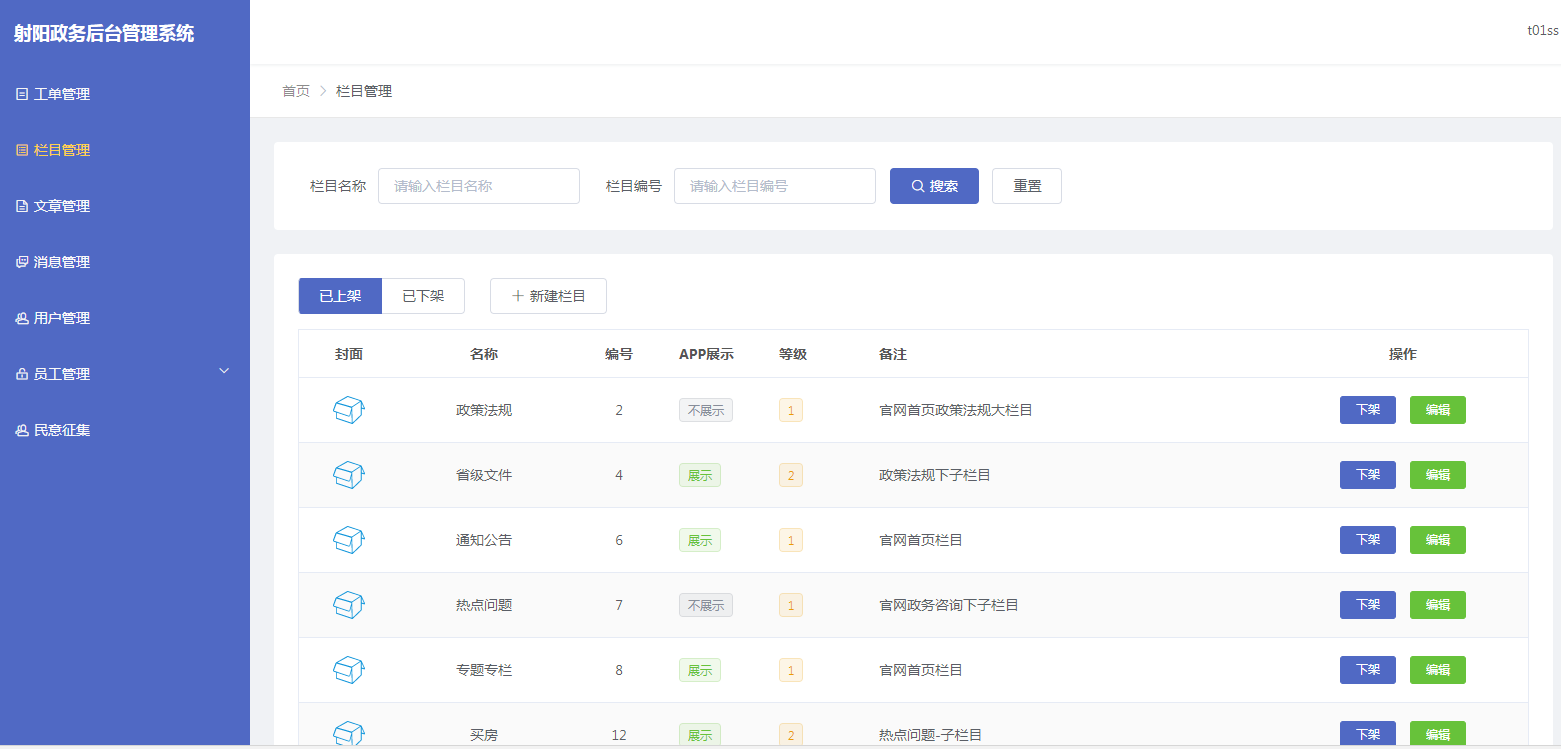 射阳政务后台管理系统
t01ss
工单管理
栏目管理
文章管理
消息管理
用户管理
员工管理
民意征集
首页 > 栏目管理
栏目名称 请输入栏目名称 栏目编号 请输入栏目编号 搜索 重置
已上架 已下架 + 新建栏目
封面 名称 编号 APP展示 等级 备注 操作
政策法规 2 不展示 1 官网首页政策法规大栏目 下架 编辑
省级文件 4 展示 2 政策法规下子栏目 下架 编辑
通知公告 6 展示 1 官网首页栏目 下架 编辑
热点问题 7 不展示 1 官网政务咨询下子栏目 下架 编辑
专题专栏 8 展示 1 官网首页栏目 下架 编辑
买房 12 展示 2 热点问题-子栏目 下架 编辑